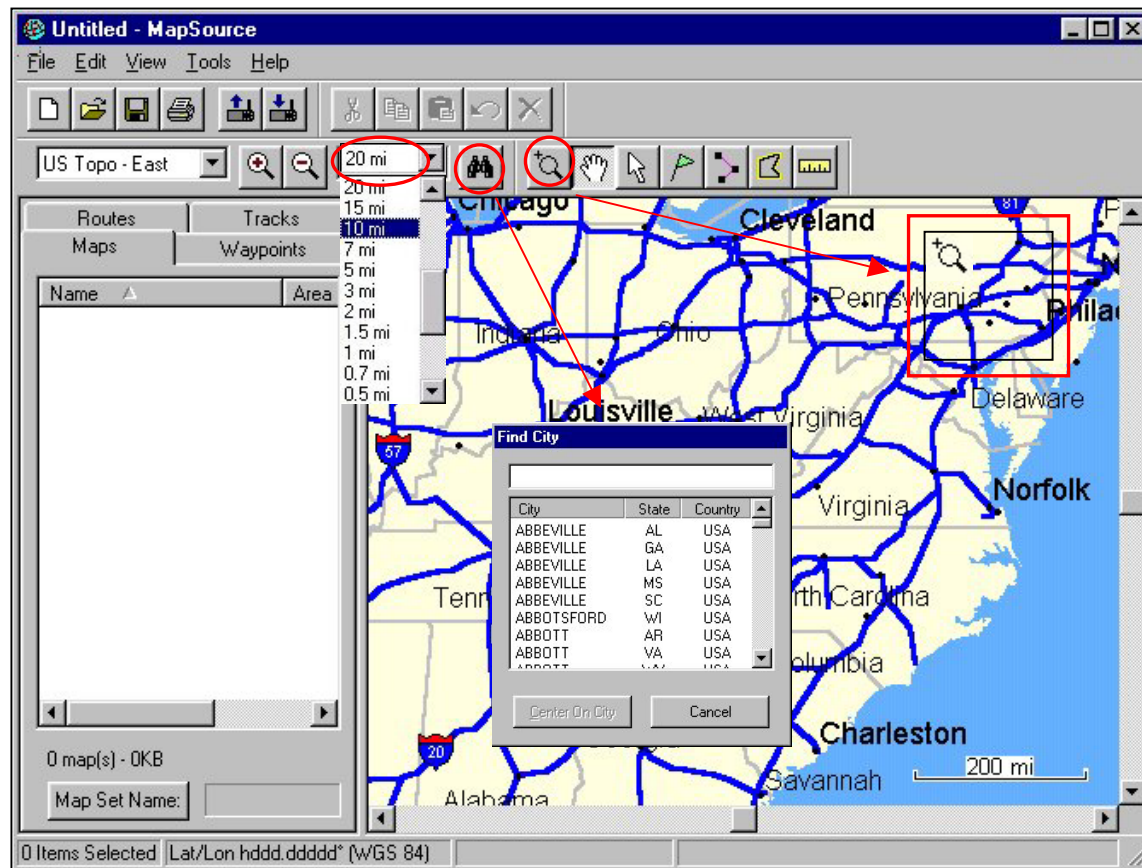 Untitled - MapSource
File Edit View Tools Help
US Topo - East
20 mi
20 mi
15 mi
10 mi
7 mi
5 mi
3 mi
2 mi
1.5 mi
1 mi
0.7 mi
0.5 mi
Routes Tracks
Maps Waypoints
Name Area
0 map(s) - 0KB
Map Set Name:
Chicago
Cleveland
81
Pennsylvania
Philad
Indiana
Ohio
Delaware
Louisville
West Virginia
57
Virginia
Norfolk
Tenn
rth Carolina
olumbia
Charleston
20
Savannah
200 mi
Alabama
Find City
City State Country
ABBEVILLE AL USA
ABBEVILLE GA USA
ABBEVILLE LA USA
ABBEVILLE MS USA
ABBEVILLE SC USA
ABBOTSFORD WI USA
ABBOTT AR USA
ABBOTT VA USA
Center On City Cancel
0 Items Selected Lat/Lon hddd.ddddd° (WGS 84)